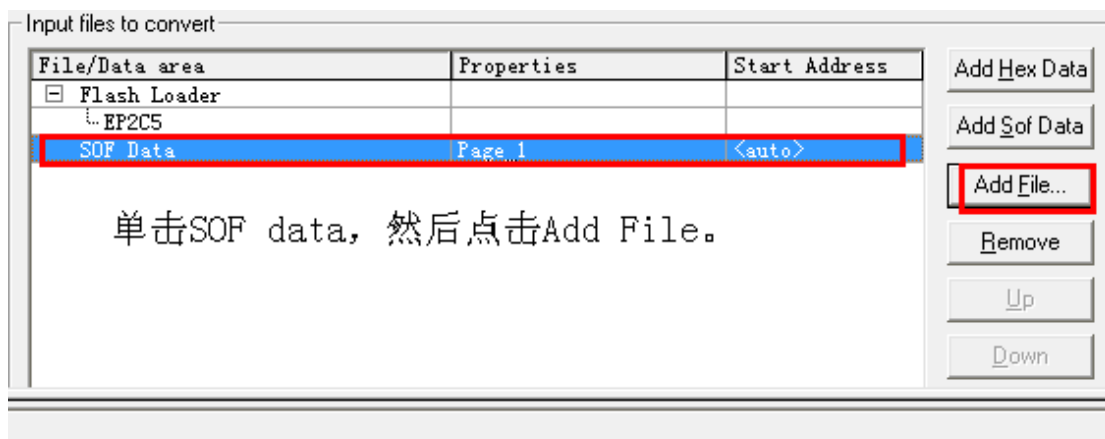 Input files to convert
File/Data area Properties Start Address Add Hex Data
Flash Loader
EP2C5 Add Sof Data
SOF Data Page_1 <auto>
Add File...
单击SOF data，然后点击Add File。
Remove
Up
Down